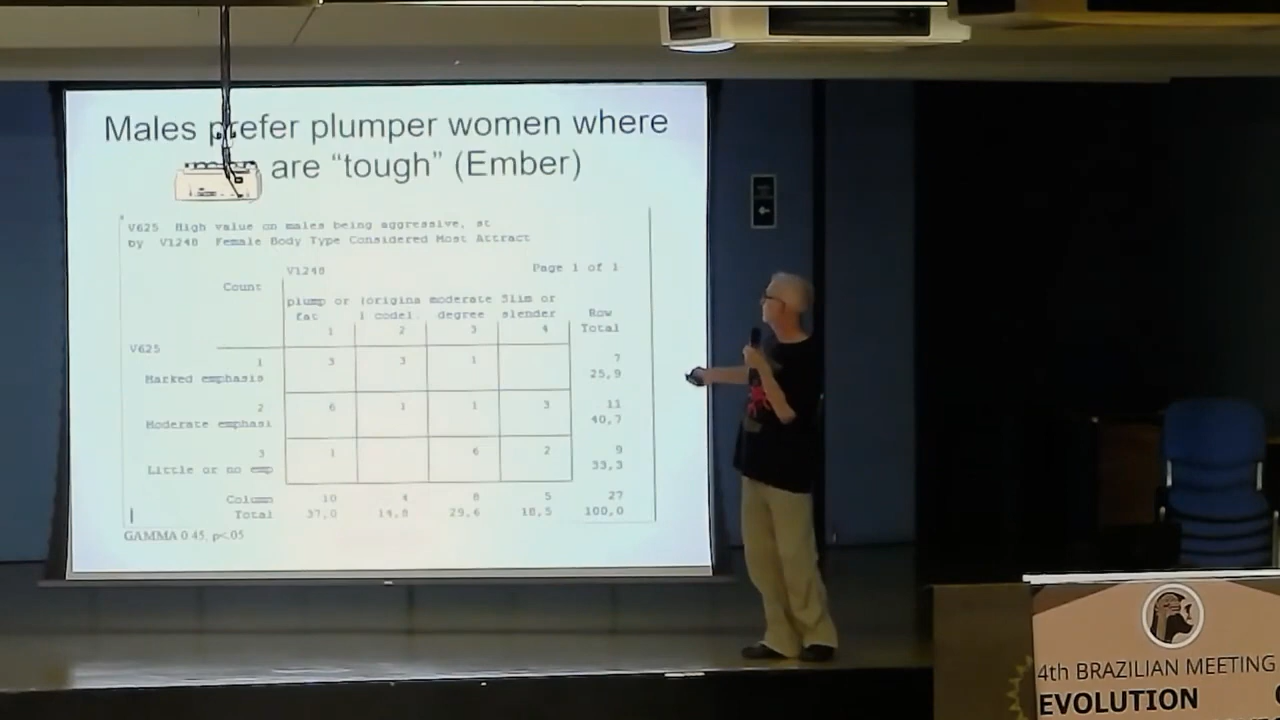 Males prefer plumper women where
are "tough" (Ember)
V625 High value on males being aggressive, st
by V1248 Female Body Type Considered Most Attract
V1248 Page 1 of 1
Count
plump or (origina moderate Slim or
fat l code1 degree slender Row
1 2 3 4 Total
V625
1 3 3 1 7
Marked emphasis 25,9
2 6 1 1 3 11
Moderate emphasi 40,7
3 1 6 2 9
Little or no emp 33,3
Column 10 4 8 5 27
Total 37,0 14,8 29,6 18,5 100,0
GAMMA 0.45, p<.05
4th BRAZILIAN MEETING
EVOLUTION